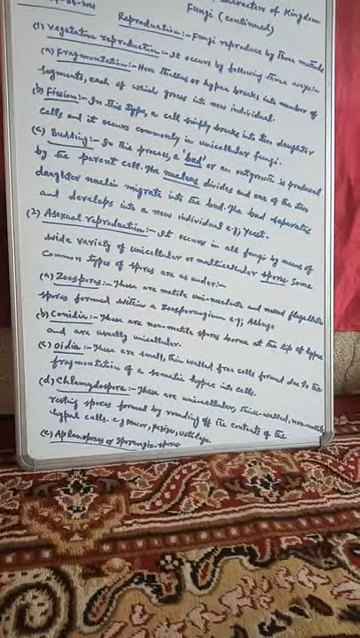 Character of Kingdom
Fungi (continued)
Reproduction:- Fungi reproduce by three methods
(1) Vegetative reproduction:- It occurs by following three ways:-
(a) Fragmentation:- Here thallus or hyphae breaks into number of
segments, each of which grows into new individual.
(b) Fission:- In this type, a cell simply breaks into two daughter
cells and it occurs commonly in unicellular fungi.
(c) Budding:- In this process, a 'bud' or an outgrowth is produced
by the parent cell. The nucleus divides and one of the two
daughter nuclei migrate into the bud. The bud separates
and develops into a new individual e.g; Yeast.
(2) Asexual reproduction:- It occurs in all fungi by means of
wide variety of unicellular or multicellular spores. Some
common types of spores are as under:-
(a) Zoospores:- These are motile uni-nucleate and naked flagellate
spores formed within a zoosporangium e.g;
(b) Conidia:- These are non-motile spores borne at the tip of hyphae
and are usually unicellular.
(c) Oidia:- These are small, thin walled free cells formed due to the
fragmentation of a somatic hyphae into cells.
(d) Chlamydospore:- These are unicellular, thick-walled, non-motile
resting spores formed by rounding off the contents of the
hyphal cells. e.g mucor,
(e) Aplanospores or Sporangio-spores